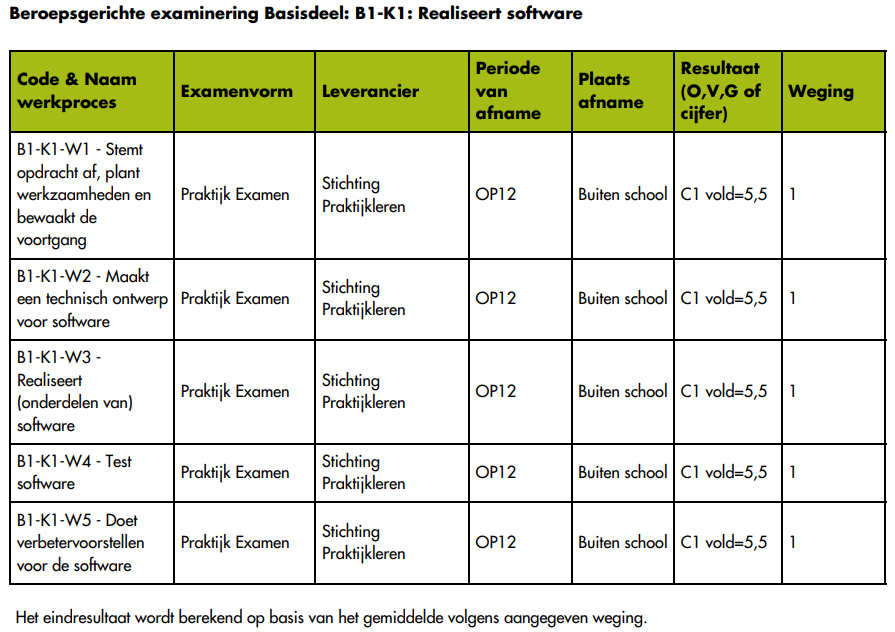 Beroepsgerichte examinering Basisdeel: B1-K1: Realiseert software
Code & Naam
werkproces
Examenvorm
Leverancier
Periode
van
afname
Plaats
afname
Resultaat
(O,V,G of
cijfer)
Weging
B1-K1-W1 - Stemt
opdracht af, plant
werkzaamheden en
bewaakt de
voortgang
Praktijk Examen
Stichting
Praktijkleren
OP12
Buiten school
C1 vold=5,5
1
B1-K1-W2 - Maakt
een technisch ontwerp
voor software
Praktijk Examen
Stichting
Praktijkleren
OP12
Buiten school
C1 vold=5,5
1
B1-K1-W3 -
Realiseert
(onderdelen van)
software
Praktijk Examen
Stichting
Praktijkleren
OP12
Buiten school
C1 vold=5,5
1
B1-K1-W4 - Test
software
Praktijk Examen
Stichting
Praktijkleren
OP12
Buiten school
C1 vold=5,5
1
B1-K1-W5 - Doet
verbetervoorstellen
voor de software
Praktijk Examen
Stichting
Praktijkleren
OP12
Buiten school
C1 vold=5,5
1
Het eindresultaat wordt berekend op basis van het gemiddelde volgens aangegeven weging.